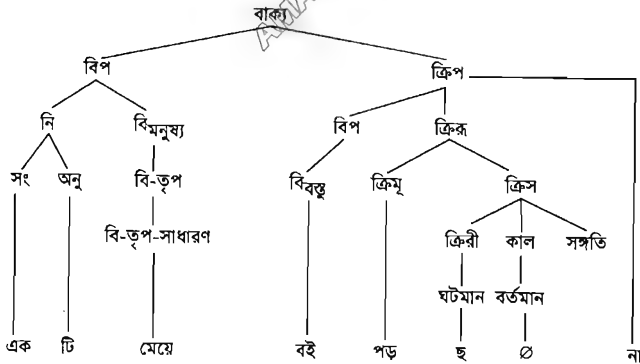 বাক্য
বিপ ক্রিপ
নি বিমনুষ্য বিপ ক্রিরূ
সং অনু বি-তৃপ বিবস্তু ক্রিমূ ক্রিস
বি-তৃপ-সাধারণ ক্রিরী কাল সঙ্গতি
ঘটমান বর্তমান
এক টি মেয়ে বই পড় ছ ∅ না